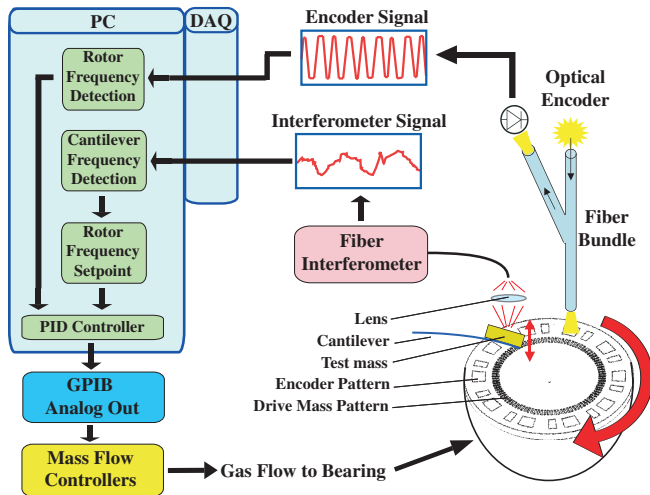 PC
DAQ
Encoder Signal
Rotor
Frequency
Detection
Optical
Encoder
Interferometer Signal
Cantilever
Frequency
Detection
Fiber
Bundle
Rotor
Frequency
Setpoint
Fiber
Interferometer
Lens
PID Controller
Cantilever
Test mass
GPIB
Analog Out
Encoder Pattern
Drive Mass Pattern
Mass Flow
Controllers
Gas Flow to Bearing